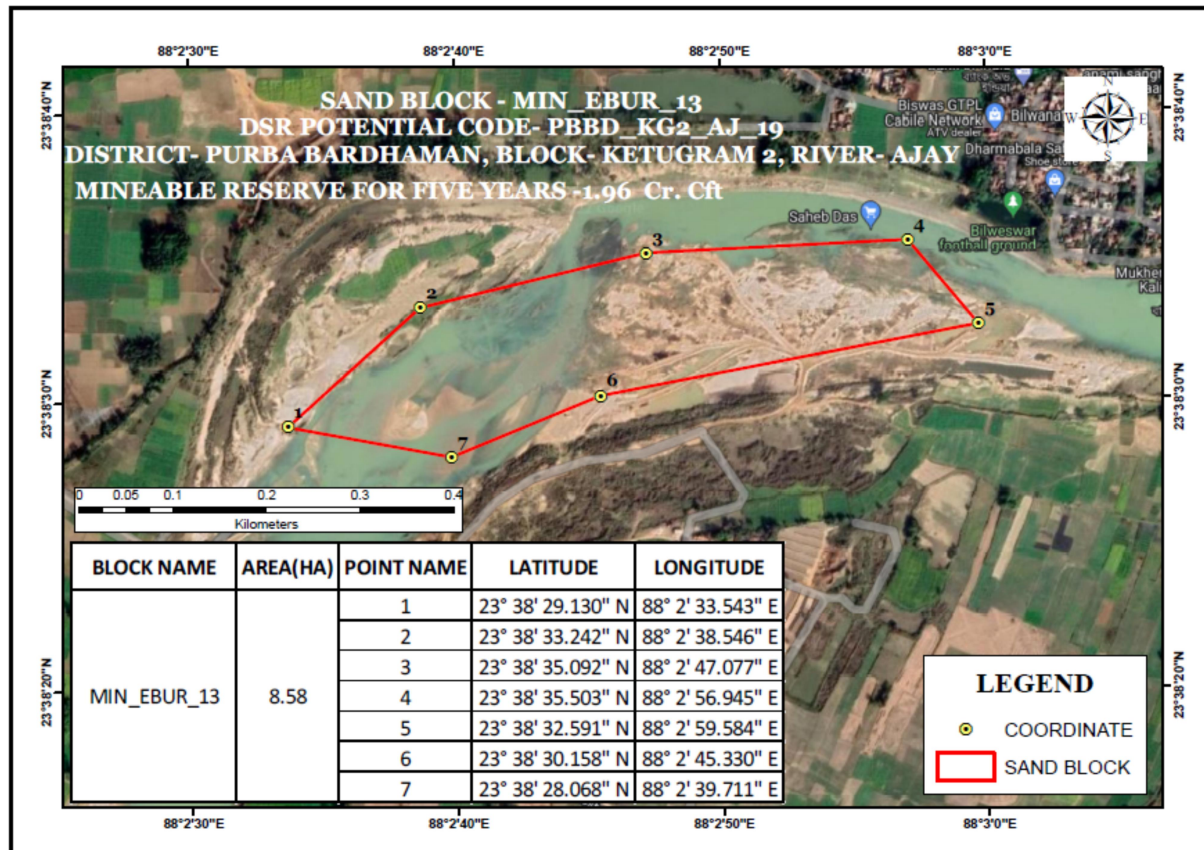 88°2'30"E 88°2'40"E 88°2'50"E 88°3'0"E
SAND BLOCK - MIN_EBUR_13
DSR POTENTIAL CODE- PBBD_KG2_AJ_19
DISTRICT- PURBA BARDHAMAN, BLOCK- KETUGRAM 2, RIVER- AJAY
MINEABLE RESERVE FOR FIVE YEARS -1.96 Cr. Cft
23°38'40"N
23°38'40"N
Biswas GTPL
Cabile Network
ATV dealer
N
W E
S
Shoe store
Saheb Das
Bilweswar
football ground
4
3
2
5
6
1
7
23°38'30"N
23°38'30"N
0 0.05 0.1 0.2 0.3 0.4
Kilometers
BLOCK NAME AREA(HA) POINT NAME LATITUDE LONGITUDE
MIN_EBUR_13 8.58
1 23° 38' 29.130" N 88° 2' 33.543" E
2 23° 38' 33.242" N 88° 2' 38.546" E
3 23° 38' 35.092" N 88° 2' 47.077" E
4 23° 38' 35.503" N 88° 2' 56.945" E
5 23° 38' 32.591" N 88° 2' 59.584" E
6 23° 38' 30.158" N 88° 2' 45.330" E
7 23° 38' 28.068" N 88° 2' 39.711" E
23°38'20"N
23°38'20"N
LEGEND
COORDINATE
SAND BLOCK
88°2'30"E 88°2'40"E 88°2'50"E 88°3'0"E